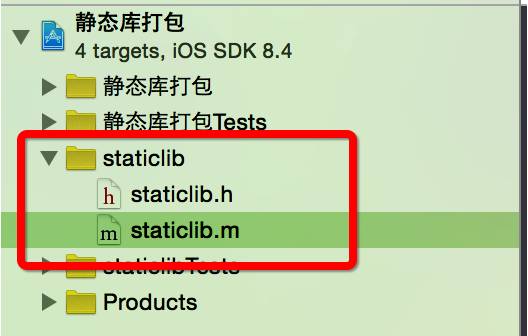 静态库打包
4 targets, iOS SDK 8.4
静态库打包
静态库打包Tests
staticlib
h staticlib.h
m staticlib.m
staticlibTests
Products